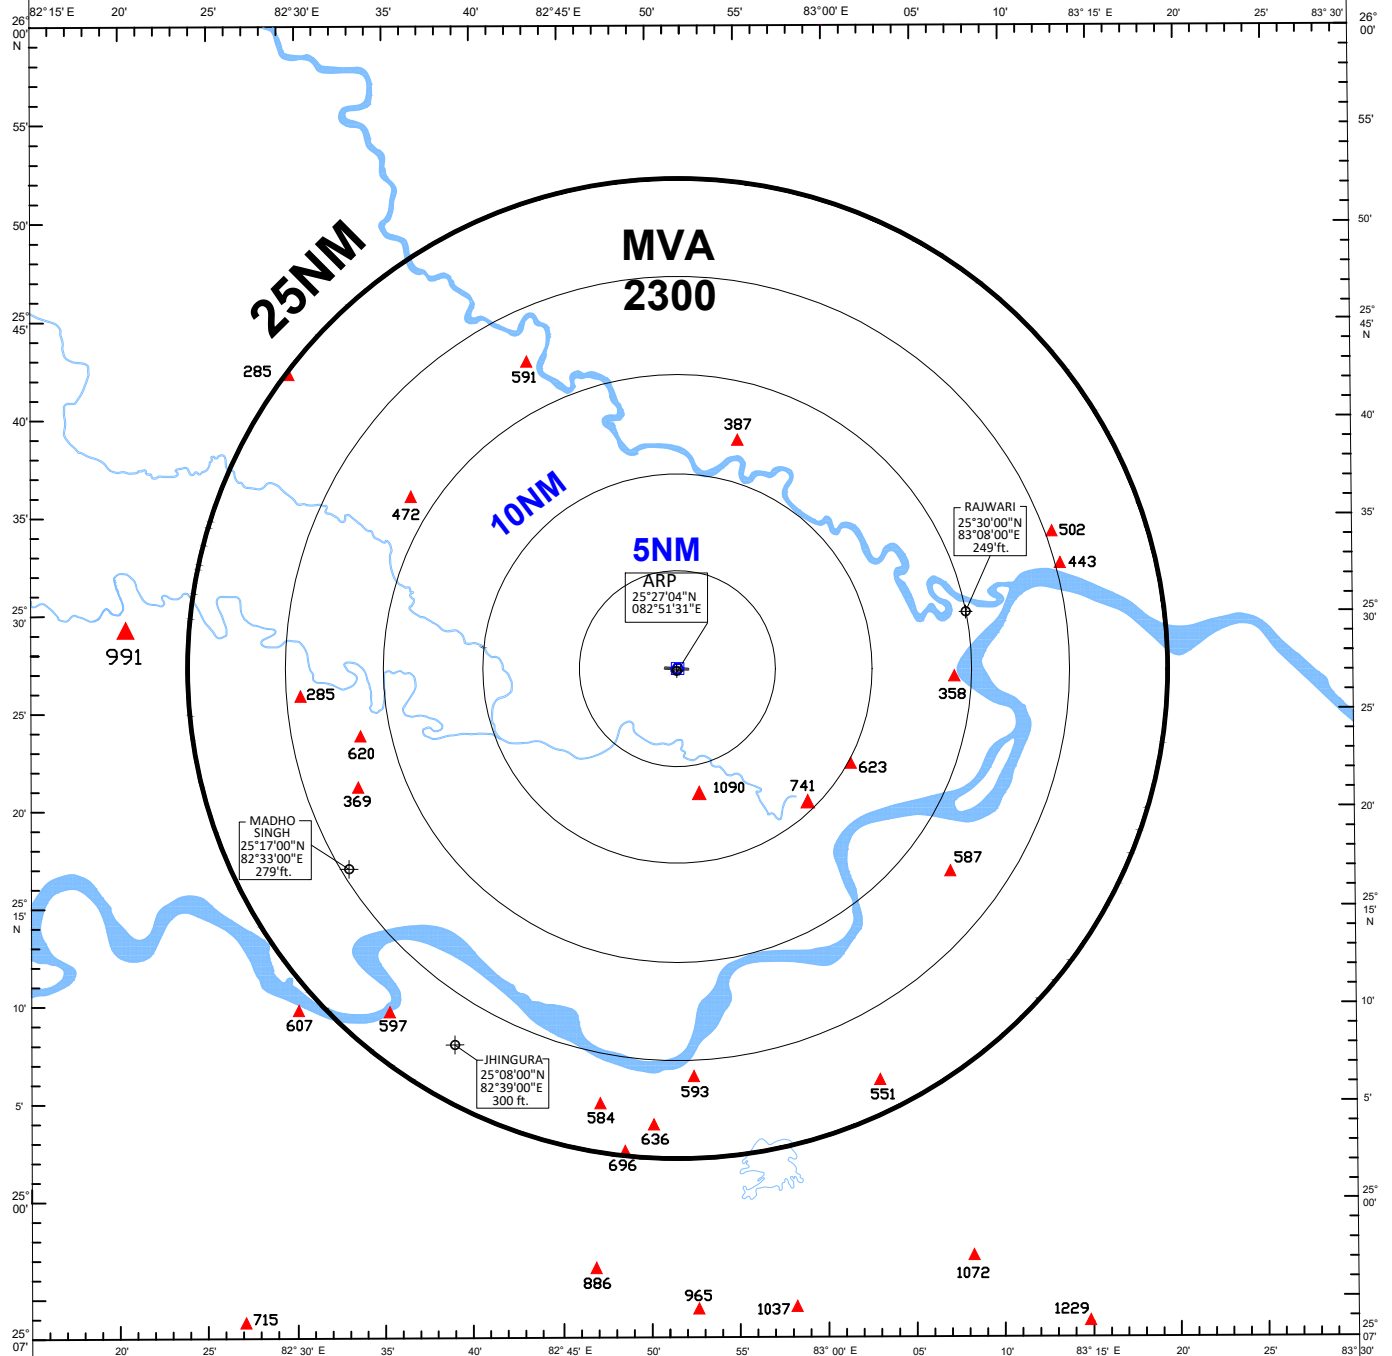 82° 15' E 20' 25' 82° 30' E 35' 40' 82° 45' E 50' 55' 83° 00' E 05' 10' 83° 15' E 20' 25' 83° 30'
26°
00'
N
26°
00'
55'
55'
50'
50'
MVA
2300
25NM
25°
45'
25°
45'
N
285
591
40'
40'
387
10NM
472
35'
35'
RAJWARI
25°30'00"N
83°08'00"E
249'ft.
502
443
5NM
ARP
25°27'04"N
082°51'31"E
25°
30'
25°
30'
991
285
358
25'
25'
620
623
369
1090
741
20'
20'
MADHO
SINGH
25°17'00"N
82°33'00"E
279'ft.
587
25°
15'
N
25°
15'
N
10'
10'
607
597
JHINGURA
25°08'00"N
82°39'00"E
300 ft.
593
551
5'
5'
584
636
696
25°
00'
25°
00'
886
1072
965
1037
1229
715
25°
07'
25°
07'
20' 25' 82° 30' E 35' 40' 82° 45' E 50' 55' 83° 00' E 05' 10' 83° 15' E 20' 25' 83° 30'